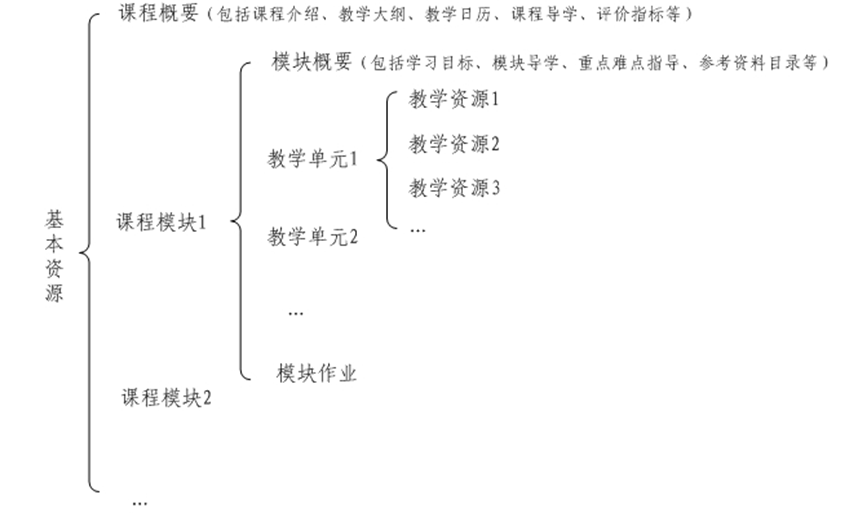 课程概要（包括课程介绍、教学大纲、教学日历、课程导学、评价指标等）
模块概要（包括学习目标、模块导学、重点难点指导、参考资料目录等）
教学资源1
教学资源2
教学单元1
教学资源3
课程模块1
...
教学单元2
基本资源
...
模块作业
课程模块2
...